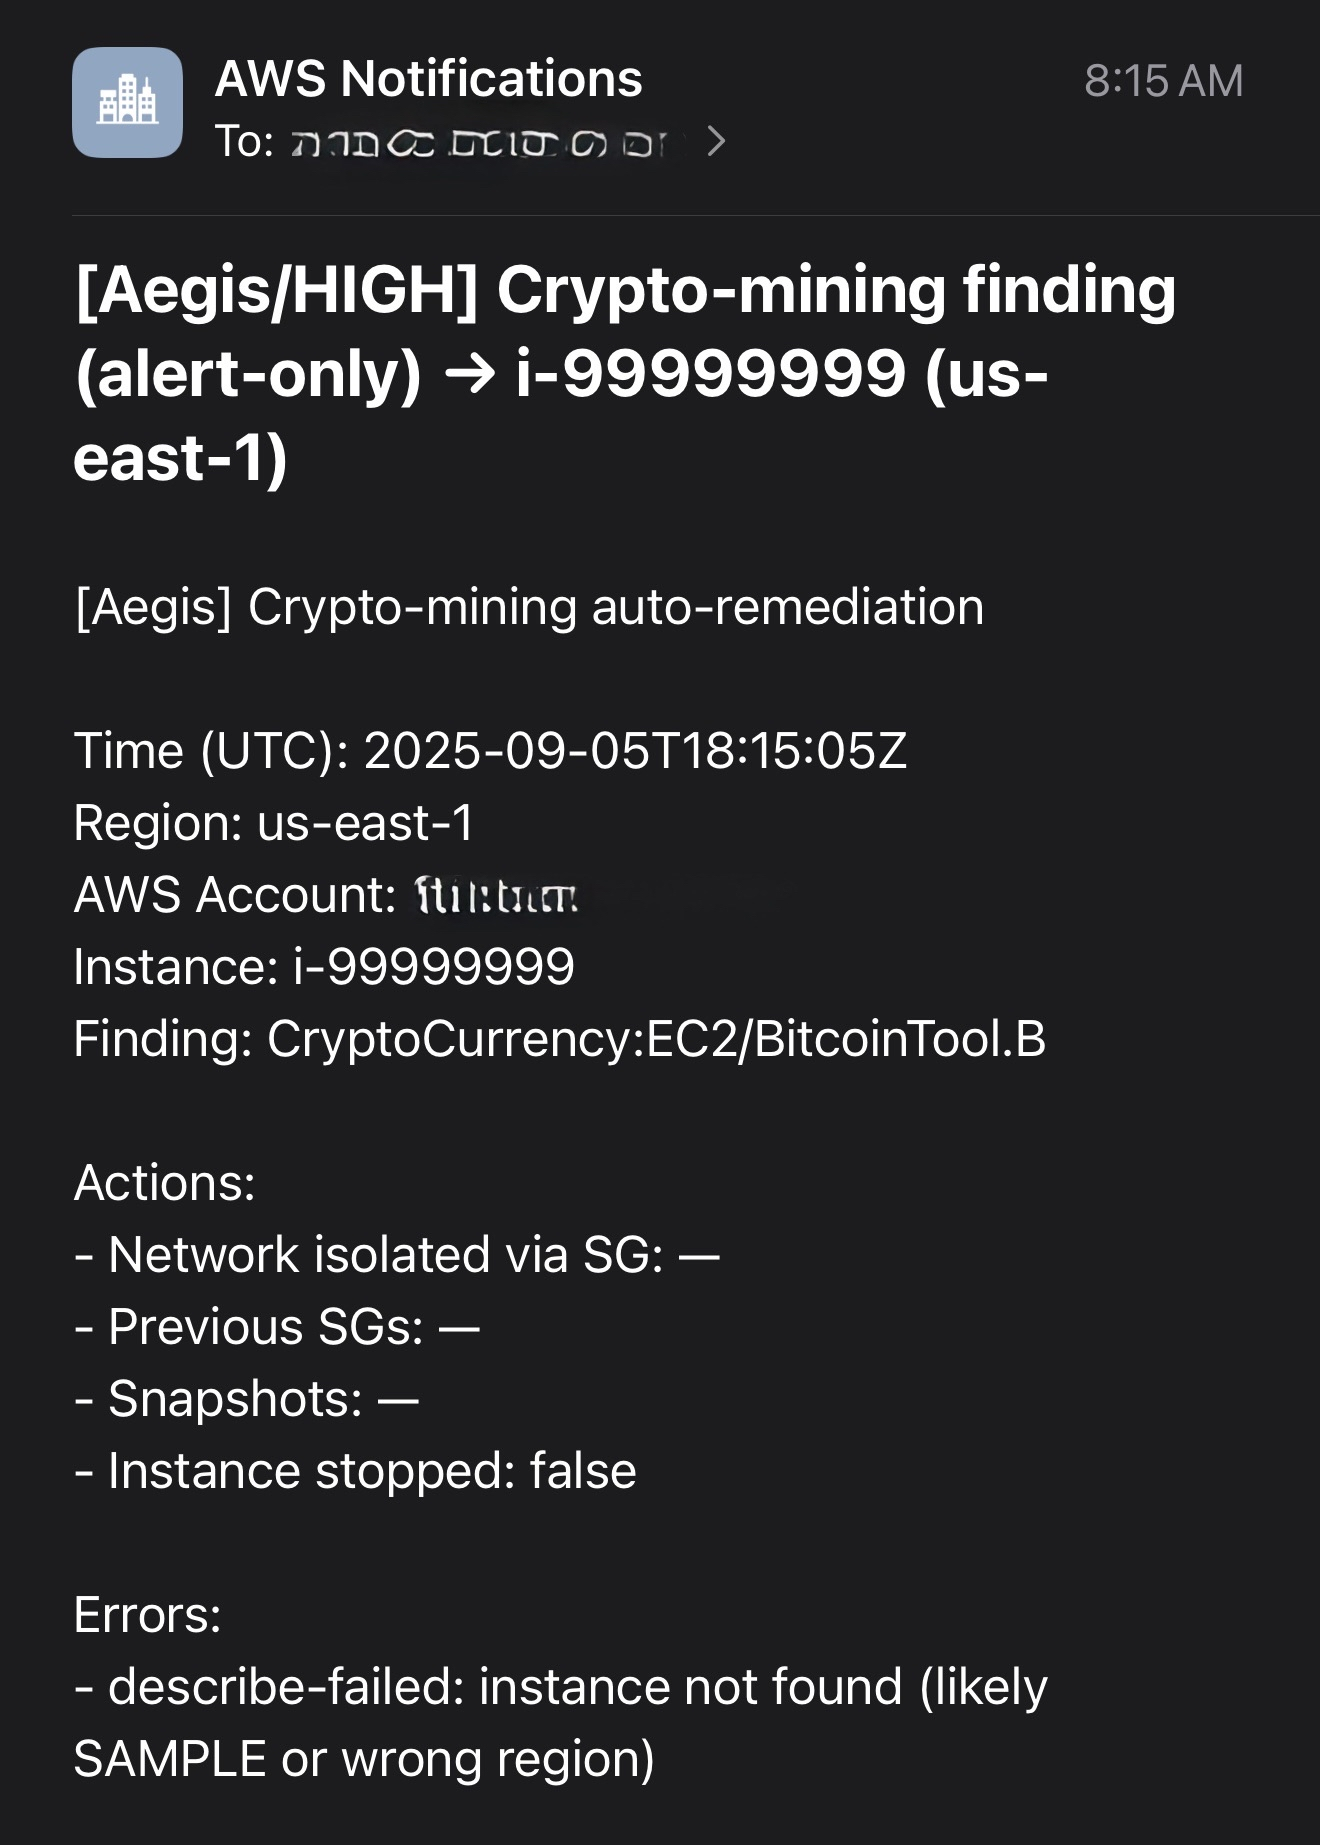 AWS Notifications
8:15 AM
To:
[Aegis/HIGH] Crypto-mining finding
(alert-only) → i-99999999 (us-
east-1)
[Aegis] Crypto-mining auto-remediation
Time (UTC): 2025-09-05T18:15:05Z
Region: us-east-1
AWS Account:
Instance: i-99999999
Finding: CryptoCurrency:EC2/BitcoinTool.B
Actions:
- Network isolated via SG: —
- Previous SGs: —
- Snapshots: —
- Instance stopped: false
Errors:
- describe-failed: instance not found (likely
SAMPLE or wrong region)